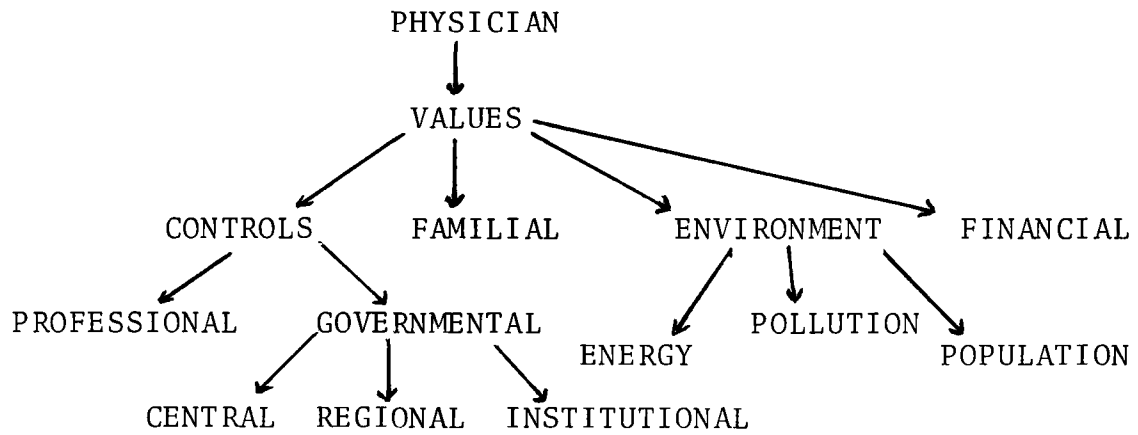 PHYSICIAN
VALUES
CONTROLS FAMILIAL ENVIRONMENT FINANCIAL
PROFESSIONAL GOVERNMENTAL POLLUTION
ENERGY POPULATION
CENTRAL REGIONAL INSTITUTIONAL